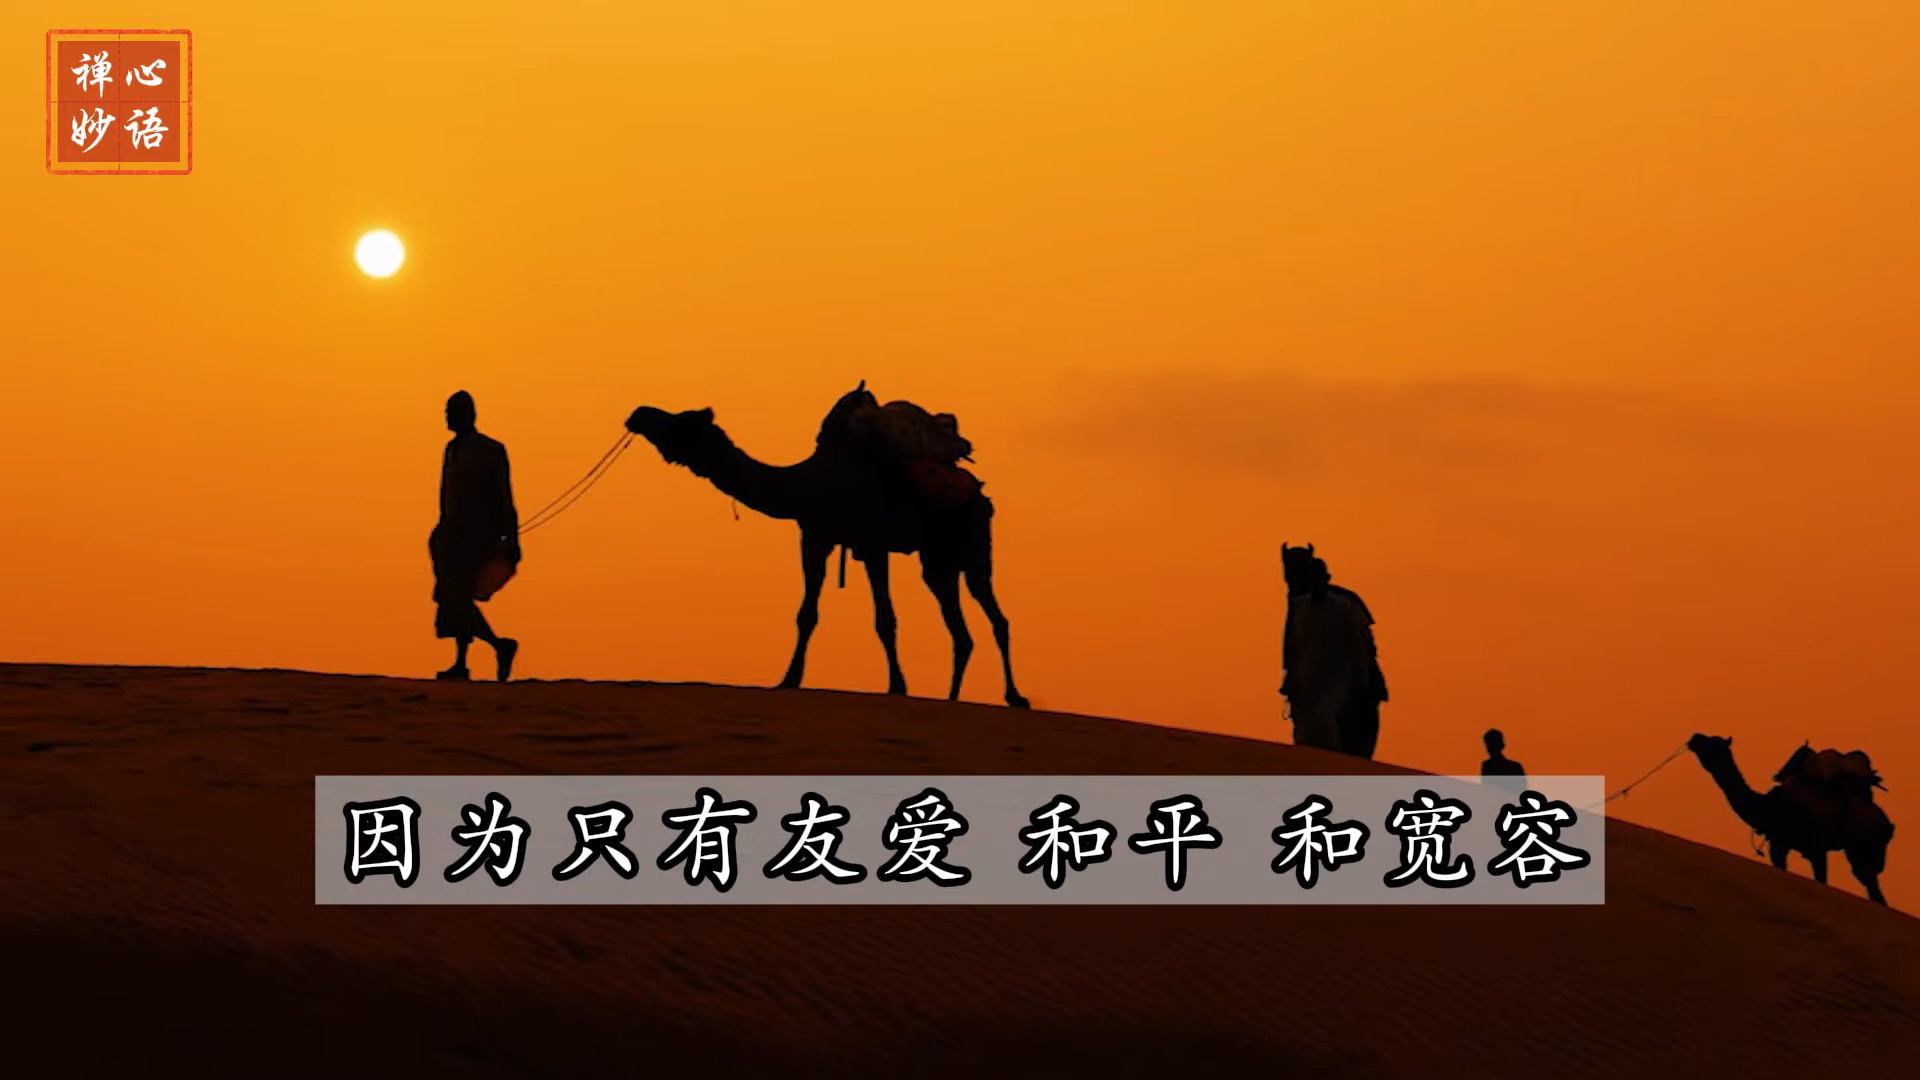 禅心
妙语
因为只有友爱 和平 和宽容